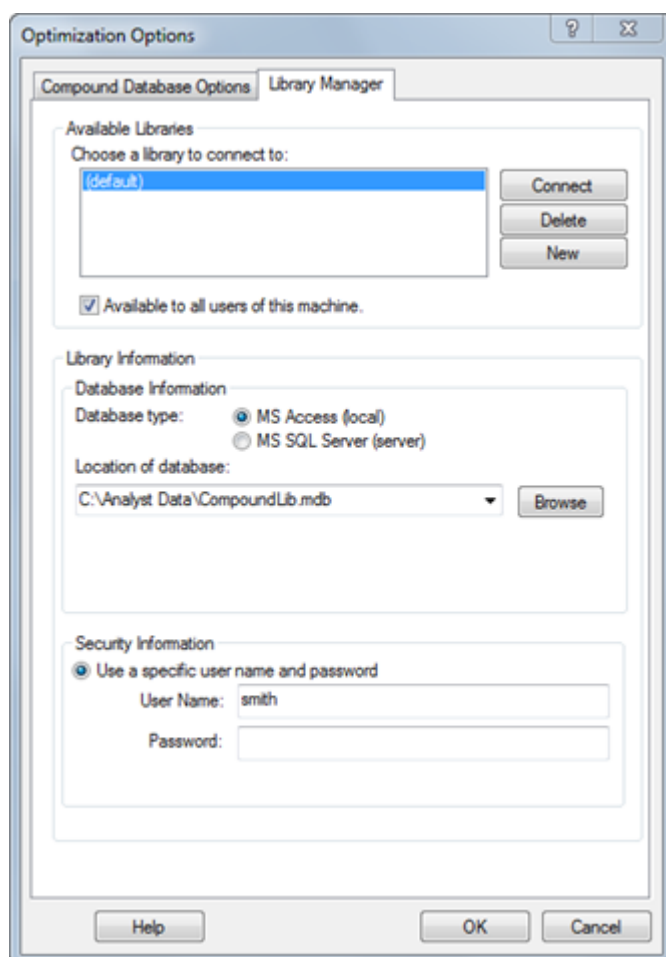 Optimization Options
Compound Database Options Library Manager
Available Libraries
Choose a library to connect to:
(default)
Connect
Delete
New
Available to all users of this machine.
Library Information
Database Information
Database type: MS Access (local)
MS SQL Server (server)
Location of database:
C:\Analyst Data\CompoundLib.mdb Browse
Security Information
Use a specific user name and password
User Name: smith
Password:
Help OK Cancel